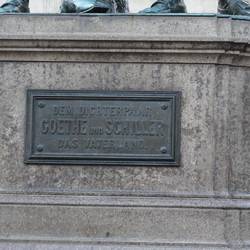 DEM DICHTERPAAR
GOETHE UND SCHILLER
DAS VATERLAND.